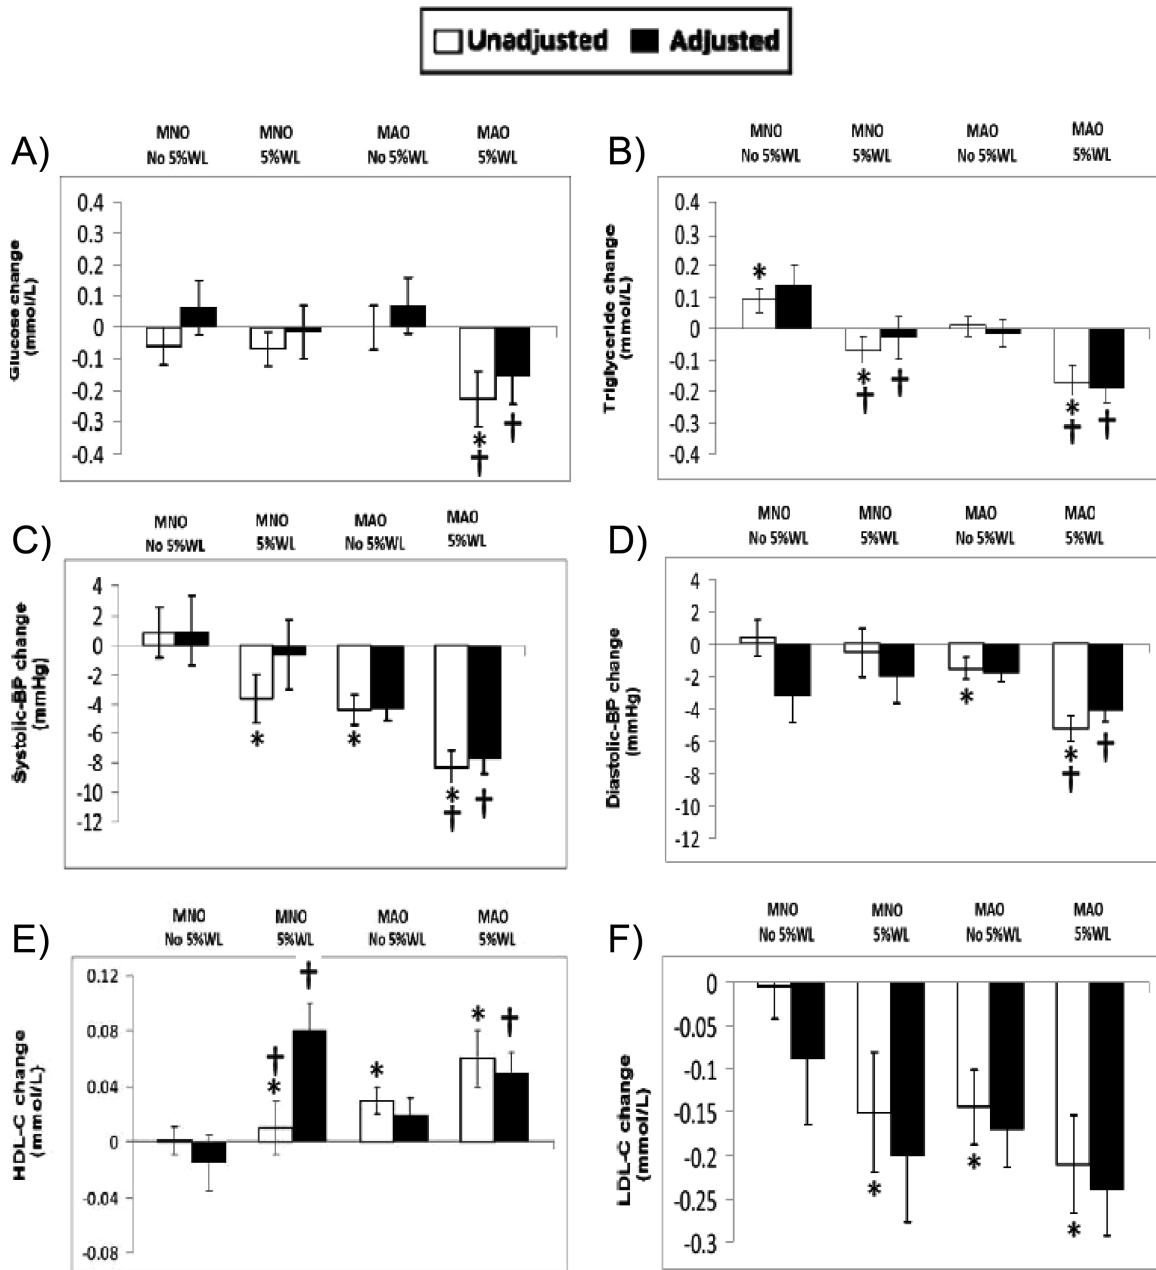 Unadjusted Adjusted
A)
MNO MNO MAO MAO
No 5%WL 5%WL No 5%WL 5%WL
Glucose change
(mmol/L)
0.4
0.3
0.2
0.1
0
-0.1
-0.2
-0.3
-0.4
*
†
†
B)
MNO MNO MAO MAO
No 5%WL 5%WL No 5%WL 5%WL
Triglyceride change
(mmol/L)
0.4
0.3
0.2
0.1
0
-0.1
-0.2
-0.3
-0.4
*
*
†
†
*
†
†
C)
MNO MNO MAO MAO
No 5%WL 5%WL No 5%WL 5%WL
Systolic-BP change
(mmHg)
4
2
0
-2
-4
-6
-8
-10
-12
*
*
*
†
†
D)
MNO MNO MAO MAO
No 5%WL 5%WL No 5%WL 5%WL
Diastolic-BP change
(mmHg)
4
2
0
-2
-4
-6
-8
-10
-12
*
*
†
†
E)
MNO MNO MAO MAO
No 5%WL 5%WL No 5%WL 5%WL
HDL-C change
(mmol/L)
0.12
0.08
0.04
0
-0.04
-0.08
†
*
†
*
*
†
F)
MNO MNO MAO MAO
No 5%WL 5%WL No 5%WL 5%WL
LDL-C change
(mmol/L)
0
-0.05
-0.1
-0.15
-0.2
-0.25
-0.3
*
*
*